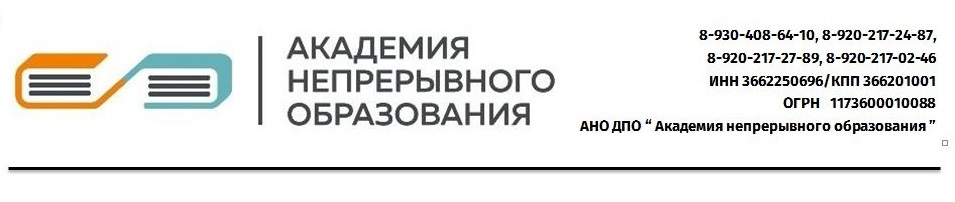 АКАДЕМИЯ
НЕПРЕРЫВНОГО
ОБРАЗОВАНИЯ
8-930-408-64-10, 8-920-217-24-87,
8-920-217-27-89, 8-920-217-02-46
ИНН 3662250696/КПП 366201001
ОГРН 1173600010088
АНО ДПО “ Академия непрерывного образования ”